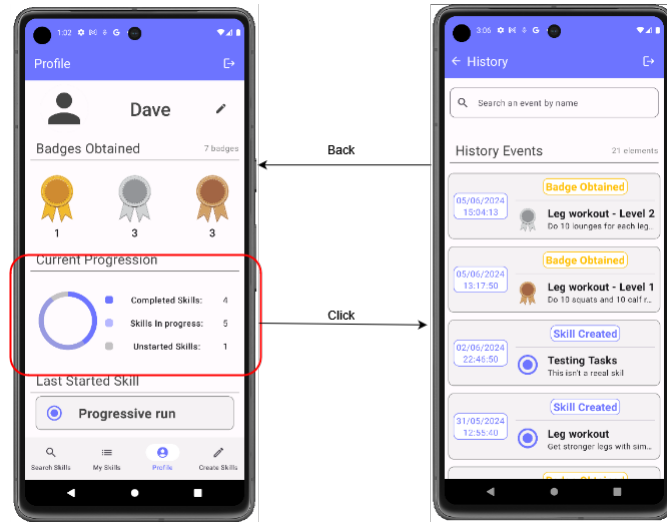 1:02
Profile
Dave
Badges Obtained 7 badges
1 3 3
Current Progression
Completed Skills: 4
Skills In progress: 5
Unstarted Skills: 1
Last Started Skill
Progressive run
Search Skills My Skills Profile Create Skills
Back
Click
3:06
History
Search an event by name
History Events 21 elements
Badge Obtained
05/06/2024
15:04:13
Leg workout - Level 2
Do 10 lounges for each leg...
Badge Obtained
05/06/2024
13:17:50
Leg workout - Level 1
Do 10 squats and 10 calf r...
Skill Created
02/06/2024
22:46:50
Testing Tasks
This isn't a reeal skil
Skill Created
31/05/2024
12:55:40
Leg workout
Get stronger legs with sim...